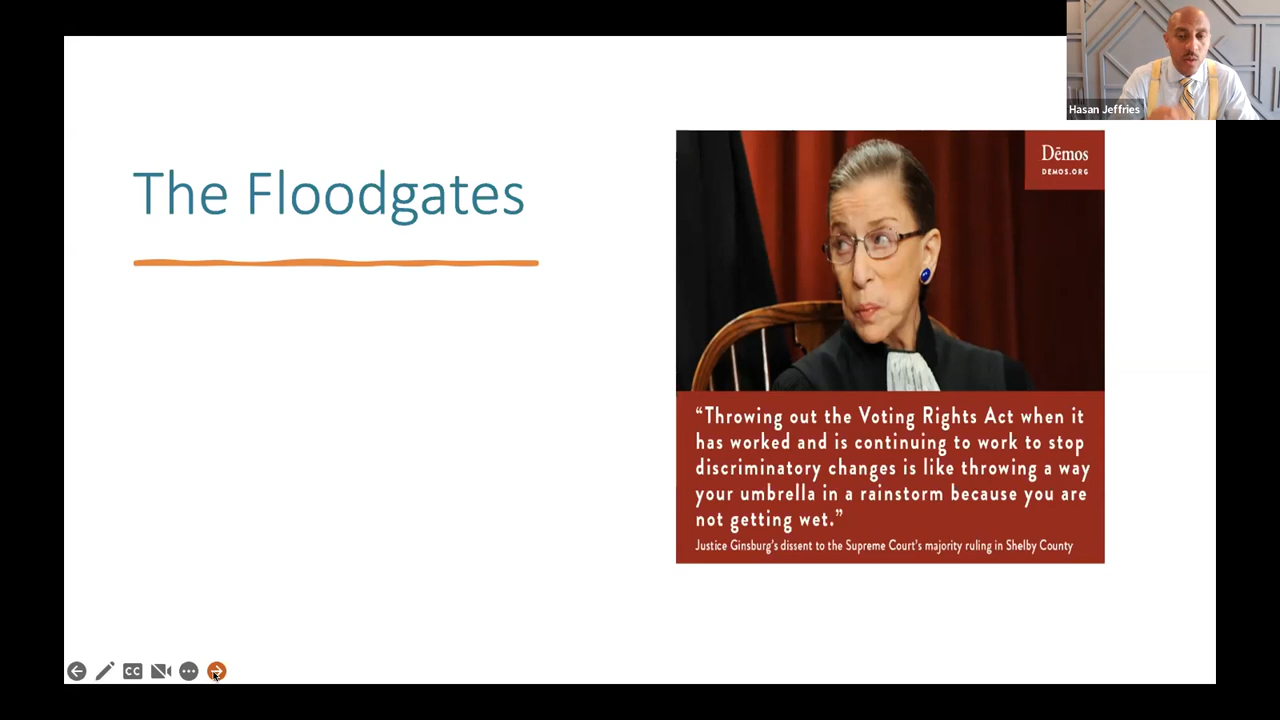 Hasan Jeffries
The Floodgates
Dēmos
DEMOS.ORG
“Throwing out the Voting Rights Act when it
has worked and is continuing to work to stop
discriminatory changes is like throwing a way
your umbrella in a rainstorm because you are
not getting wet.”
Justice Ginsburg's dissent to the Supreme Court's majority ruling in Shelby County
CC